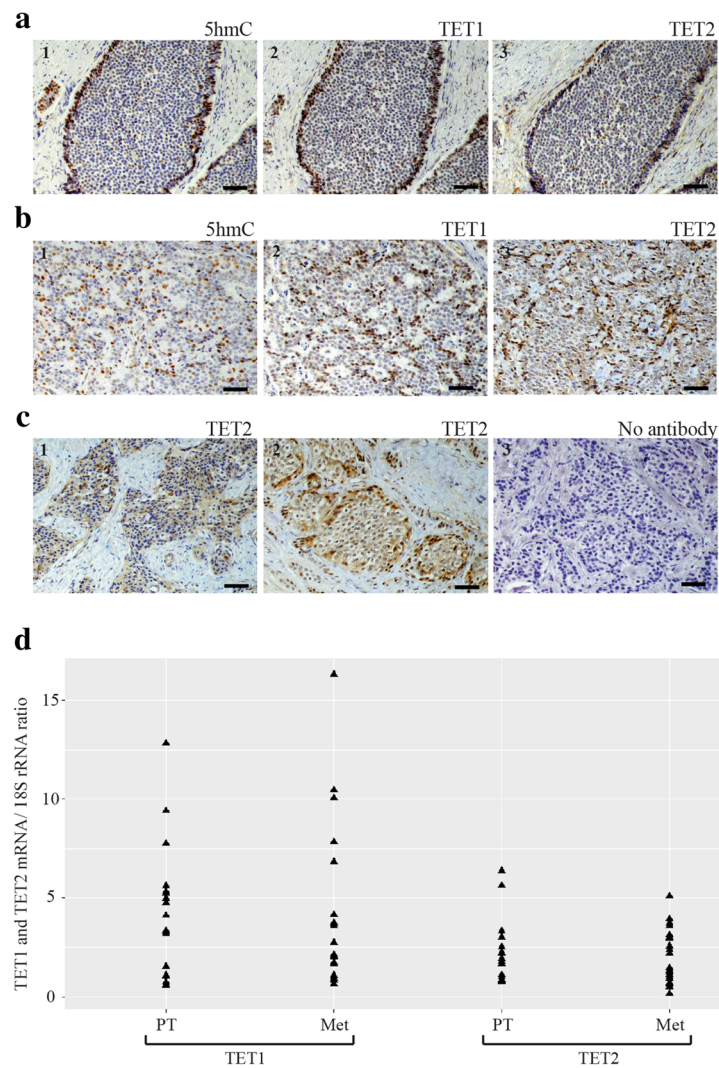 a
5hmC
TET1
TET2
1
2
3
b
5hmC
TET1
TET2
1
2
3
c
TET2
TET2
No antibody
1
2
3
d
TET1 and TET2 mRNA/ 18S rRNA ratio
15
10
5
0
PT
Met
PT
Met
TET1
TET2